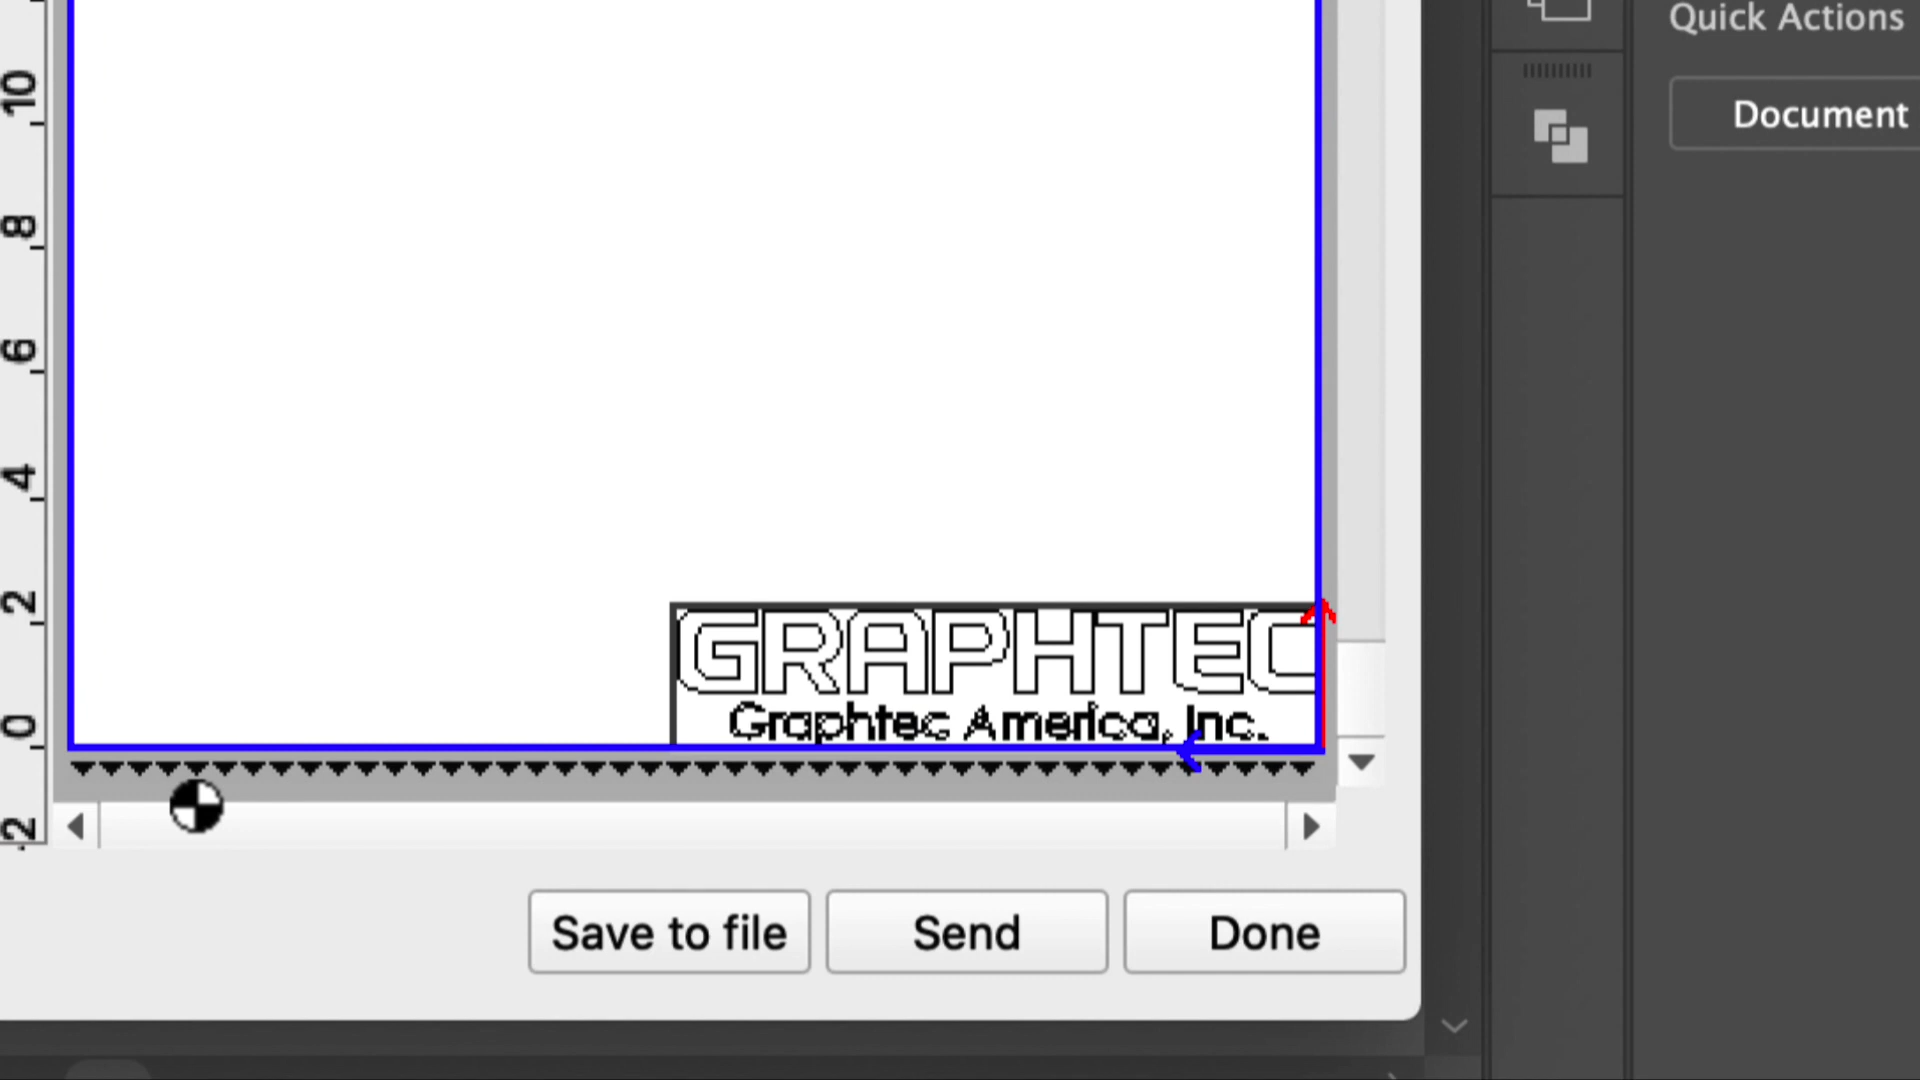 Quick Actions
Document
10
8
6
4
2
0
GRAPHTEC
Graphtec America, Inc.
-2
Save to file
Send
Done